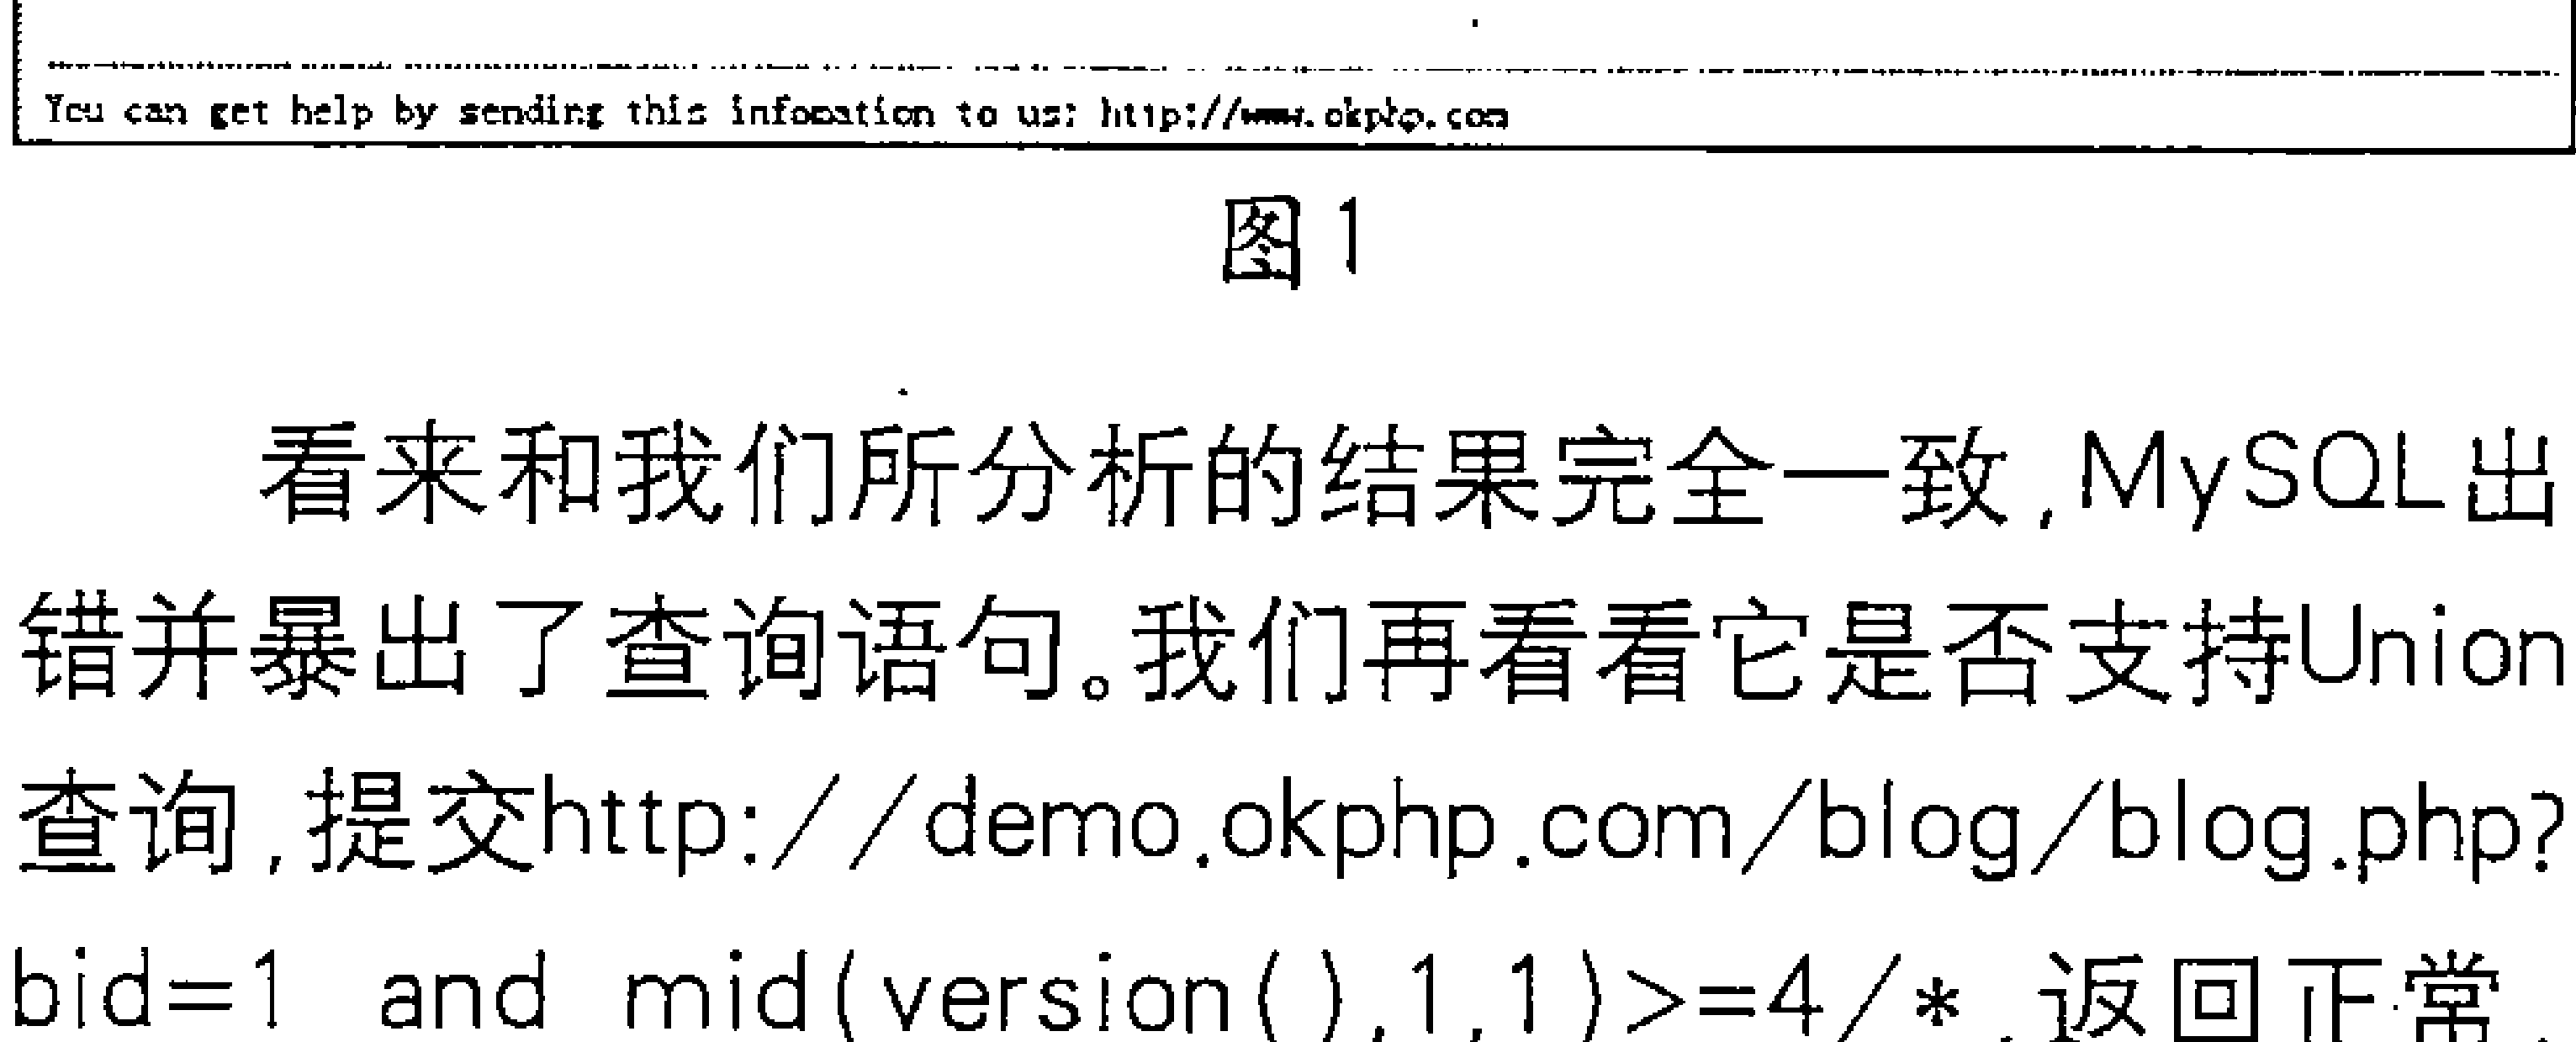 You can get help by sending this infomation to us: http://www.okphp.com
图1
看来和我们所分析的结果完全一致,MySQL出
错并暴出了查询语句。我们再看看它是否支持Union
查询,提交http://demo.okphp.com/blog/blog.php?
bid=1 and mid(version(),1,1)>=4/*,返回正常,